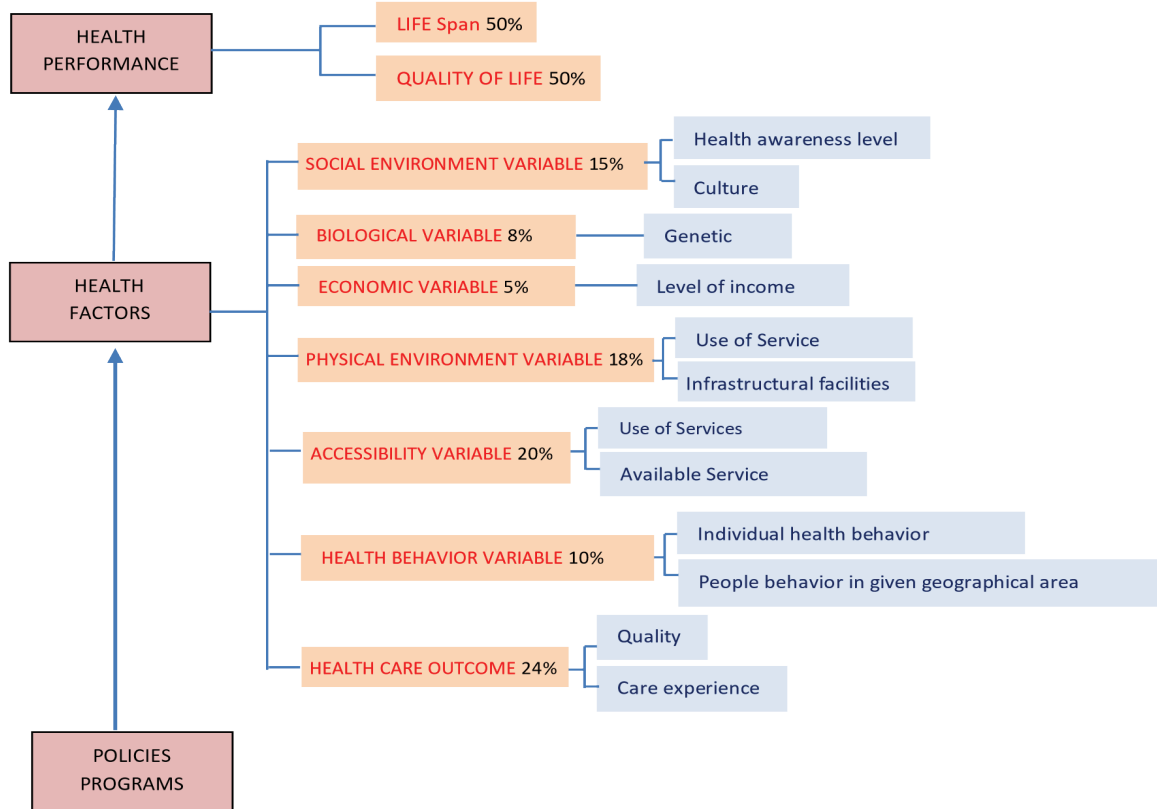 HEALTH
PERFORMANCE
LIFE Span 50%
QUALITY OF LIFE 50%
HEALTH
FACTORS
SOCIAL ENVIRONMENT VARIABLE 15%
Health awareness level
Culture
BIOLOGICAL VARIABLE 8%
Genetic
ECONOMIC VARIABLE 5%
Level of income
PHYSICAL ENVIRONMENT VARIABLE 18%
Use of Service
Infrastructural facilities
ACCESSIBILITY VARIABLE 20%
Use of Services
Available Service
HEALTH BEHAVIOR VARIABLE 10%
Individual health behavior
People behavior in given geographical area
HEALTH CARE OUTCOME 24%
Quality
Care experience
POLICIES
PROGRAMS